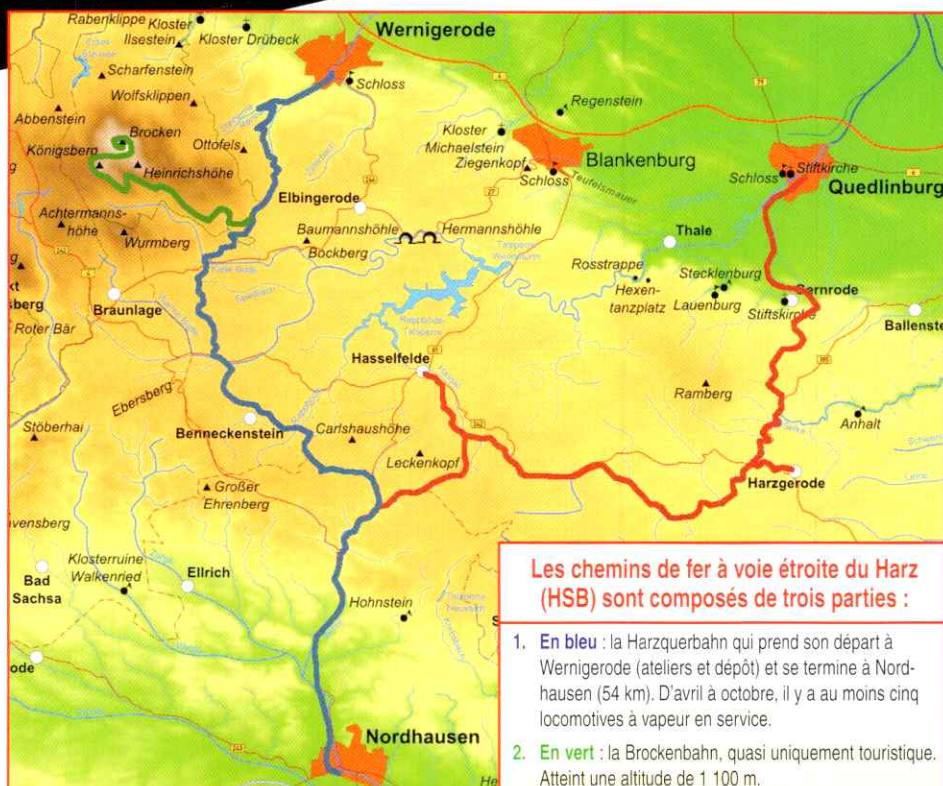 Rabenklippe
Kloster
Ilsestein
Kloster Drübeck
Wernigerode
Scharfenstein
Schloss
Wolfsklippen
Regenstein
Abbenstein
Brocken
Königsberg
Ottofels
Heinrichshöhe
Kloster
Michaelstein
Ziegenkopf
Schloss
Blankenburg
Teufelsmauer
Schloss
Stiftkirche
Quedlinburg
Elbingerode
Achtermanns-
höhe
Wurmberg
Baumannshöhle
Hermannshöhle
Bockberg
Thale
Rosstrappe
Stecklenburg
Hexen-
tanzplatz
Lauenburg
Gernrode
Stiftskirche
Ballenste
sberg
Braunlage
Roter Bär
Hasselfelde
Ramberg
Ebersberg
Stöberhai
Benneckenstein
Carlshaushöhe
Anhalt
Leckenkopf
Harzgerode
Großer
Ehrenberg
avensberg
Klosterruine
Walkenried
Ellrich
Bad
Sachsa
Hohnstein
ode
Nordhausen
Les chemins de fer à voie étroite du Harz
(HSB) sont composés de trois parties :
1. En bleu : la Harzquerbahn qui prend son départ à
Wernigerode (ateliers et dépôt) et se termine à Nord-
hausen (54 km). D'avril à octobre, il y a au moins cinq
locomotives à vapeur en service.
2. En vert : la Brockenbahn, quasi uniquement touristique.
Atteint une altitude de 1 100 m.